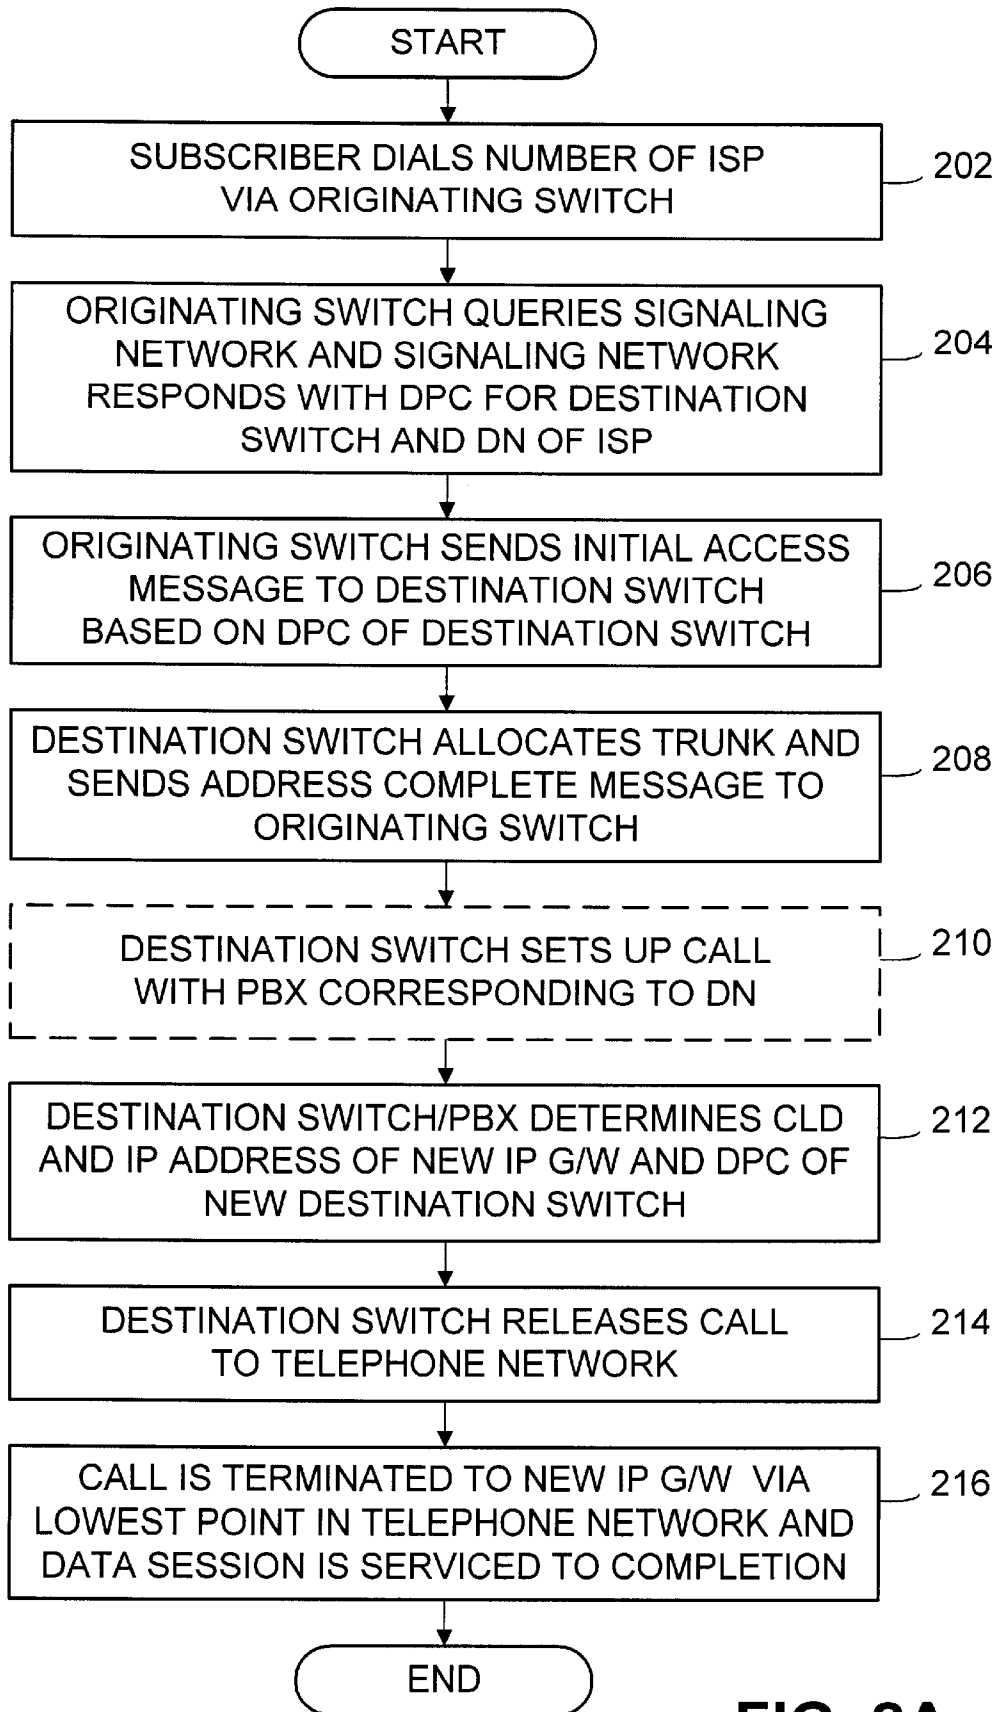 START
SUBSCRIBER DIALS NUMBER OF ISP
VIA ORIGINATING SWITCH
202
ORIGINATING SWITCH QUERIES SIGNALING
NETWORK AND SIGNALING NETWORK
RESPONDS WITH DPC FOR DESTINATION
SWITCH AND DN OF ISP
204
ORIGINATING SWITCH SENDS INITIAL ACCESS
MESSAGE TO DESTINATION SWITCH
BASED ON DPC OF DESTINATION SWITCH
206
DESTINATION SWITCH ALLOCATES TRUNK AND
SENDS ADDRESS COMPLETE MESSAGE TO
ORIGINATING SWITCH
208
DESTINATION SWITCH SETS UP CALL
WITH PBX CORRESPONDING TO DN
210
DESTINATION SWITCH/PBX DETERMINES CLD
AND IP ADDRESS OF NEW IP G/W AND DPC OF
NEW DESTINATION SWITCH
212
DESTINATION SWITCH RELEASES CALL
TO TELEPHONE NETWORK
214
CALL IS TERMINATED TO NEW IP G/W VIA
LOWEST POINT IN TELEPHONE NETWORK AND
DATA SESSION IS SERVICED TO COMPLETION
216
END